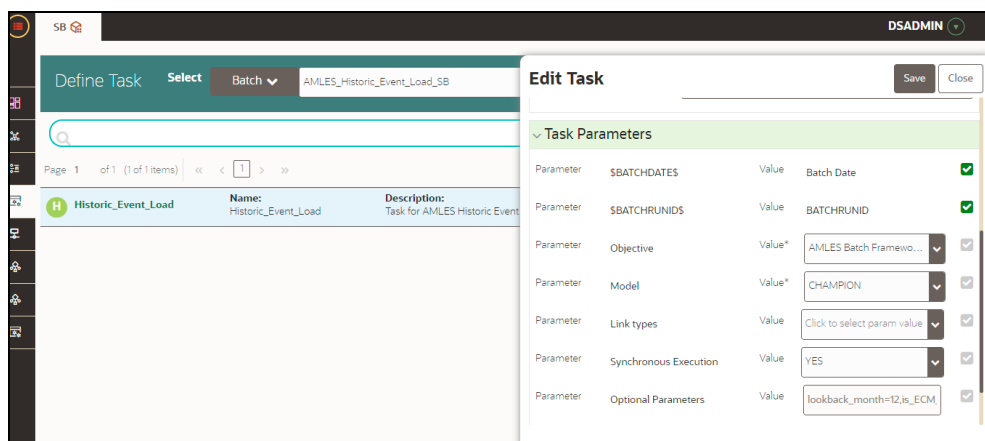 SB
DSADMIN
Define Task Select Batch AMLES_Historic_Event_Load_SB
Page 1 of 1 (1 of 1 items) « < 1 > »
H Historic_Event_Load
Name:
Historic_Event_Load
Description:
Task for AMLES Historic Event
Edit Task Save Close
Task Parameters
Parameter $BATCHDATE$ Value Batch Date
Parameter $BATCHRUNID$ Value BATCHRUNID
Parameter Objective Value* AMLES Batch Framewo...
Parameter Model Value* CHAMPION
Parameter Link types Value Click to select param value
Parameter Synchronous Execution Value YES
Parameter Optional Parameters Value lookback_month=12,is_ECM_